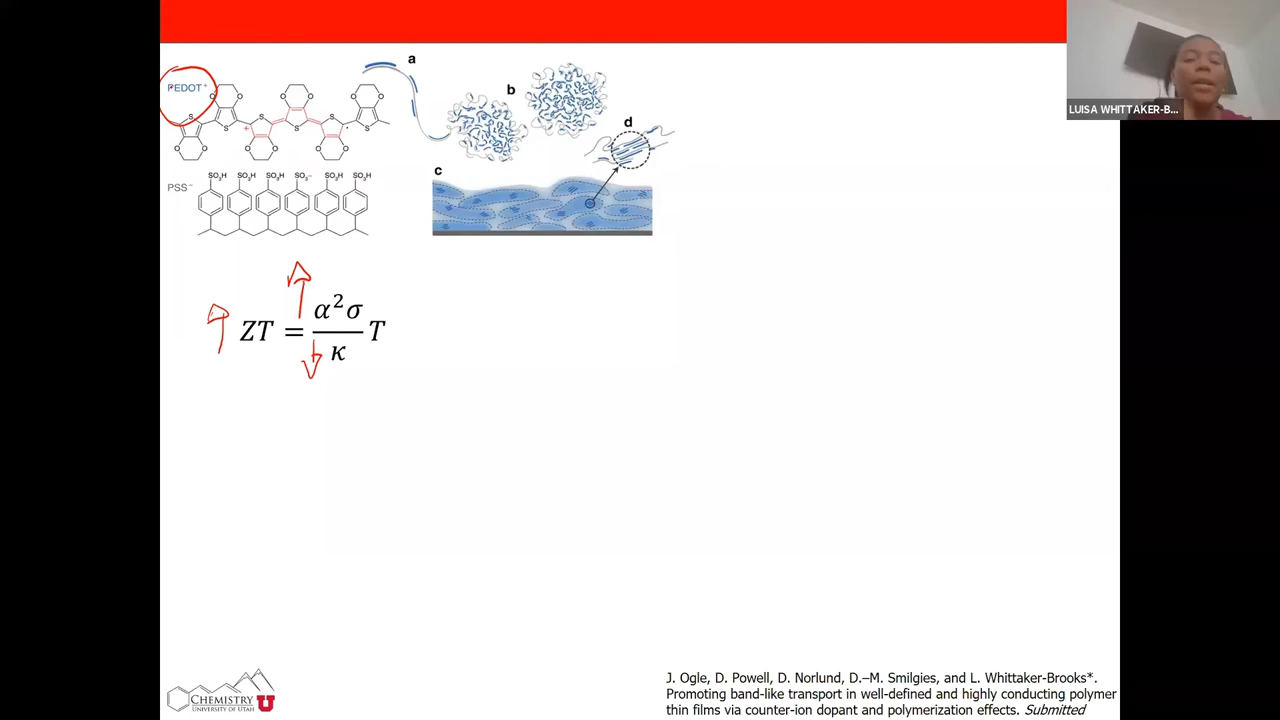 PEDOT⁺
S S S S S S
O O O O O O O O O O O O
+
SO₃H SO₃H SO₃H SO₃⁻ SO₃H SO₃H
PSS⁻
a
b
d
c
ZT = α²σ/κ T
LUISA WHITTAKER-B...
CHEMISTRY
UNIVERSITY OF UTAH
U
J. Ogle, D. Powell, D. Norlund, D.–M. Smilgies, and L. Whittaker-Brooks*.
Promoting band-like transport in well-defined and highly conducting polymer
thin films via counter-ion dopant and polymerization effects. Submitted